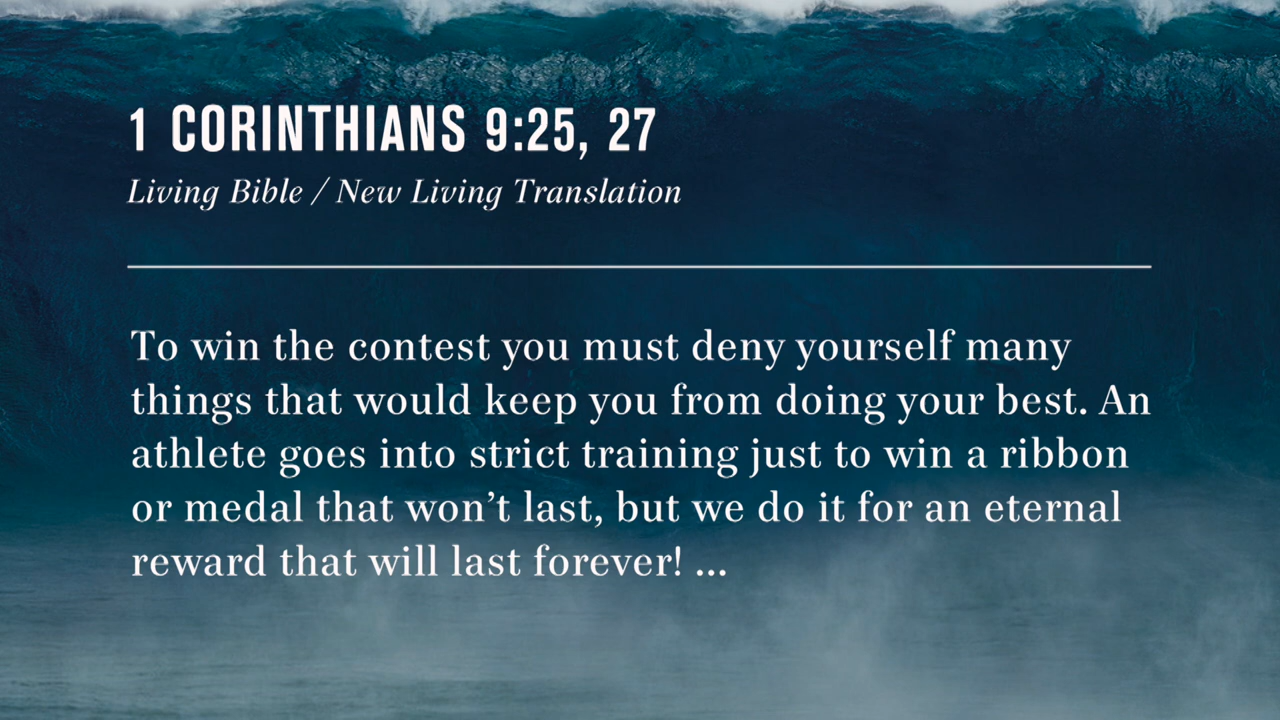 1 CORINTHIANS 9:25, 27
Living Bible / New Living Translation
To win the contest you must deny yourself many
things that would keep you from doing your best. An
athlete goes into strict training just to win a ribbon
or medal that won’t last, but we do it for an eternal
reward that will last forever! ...